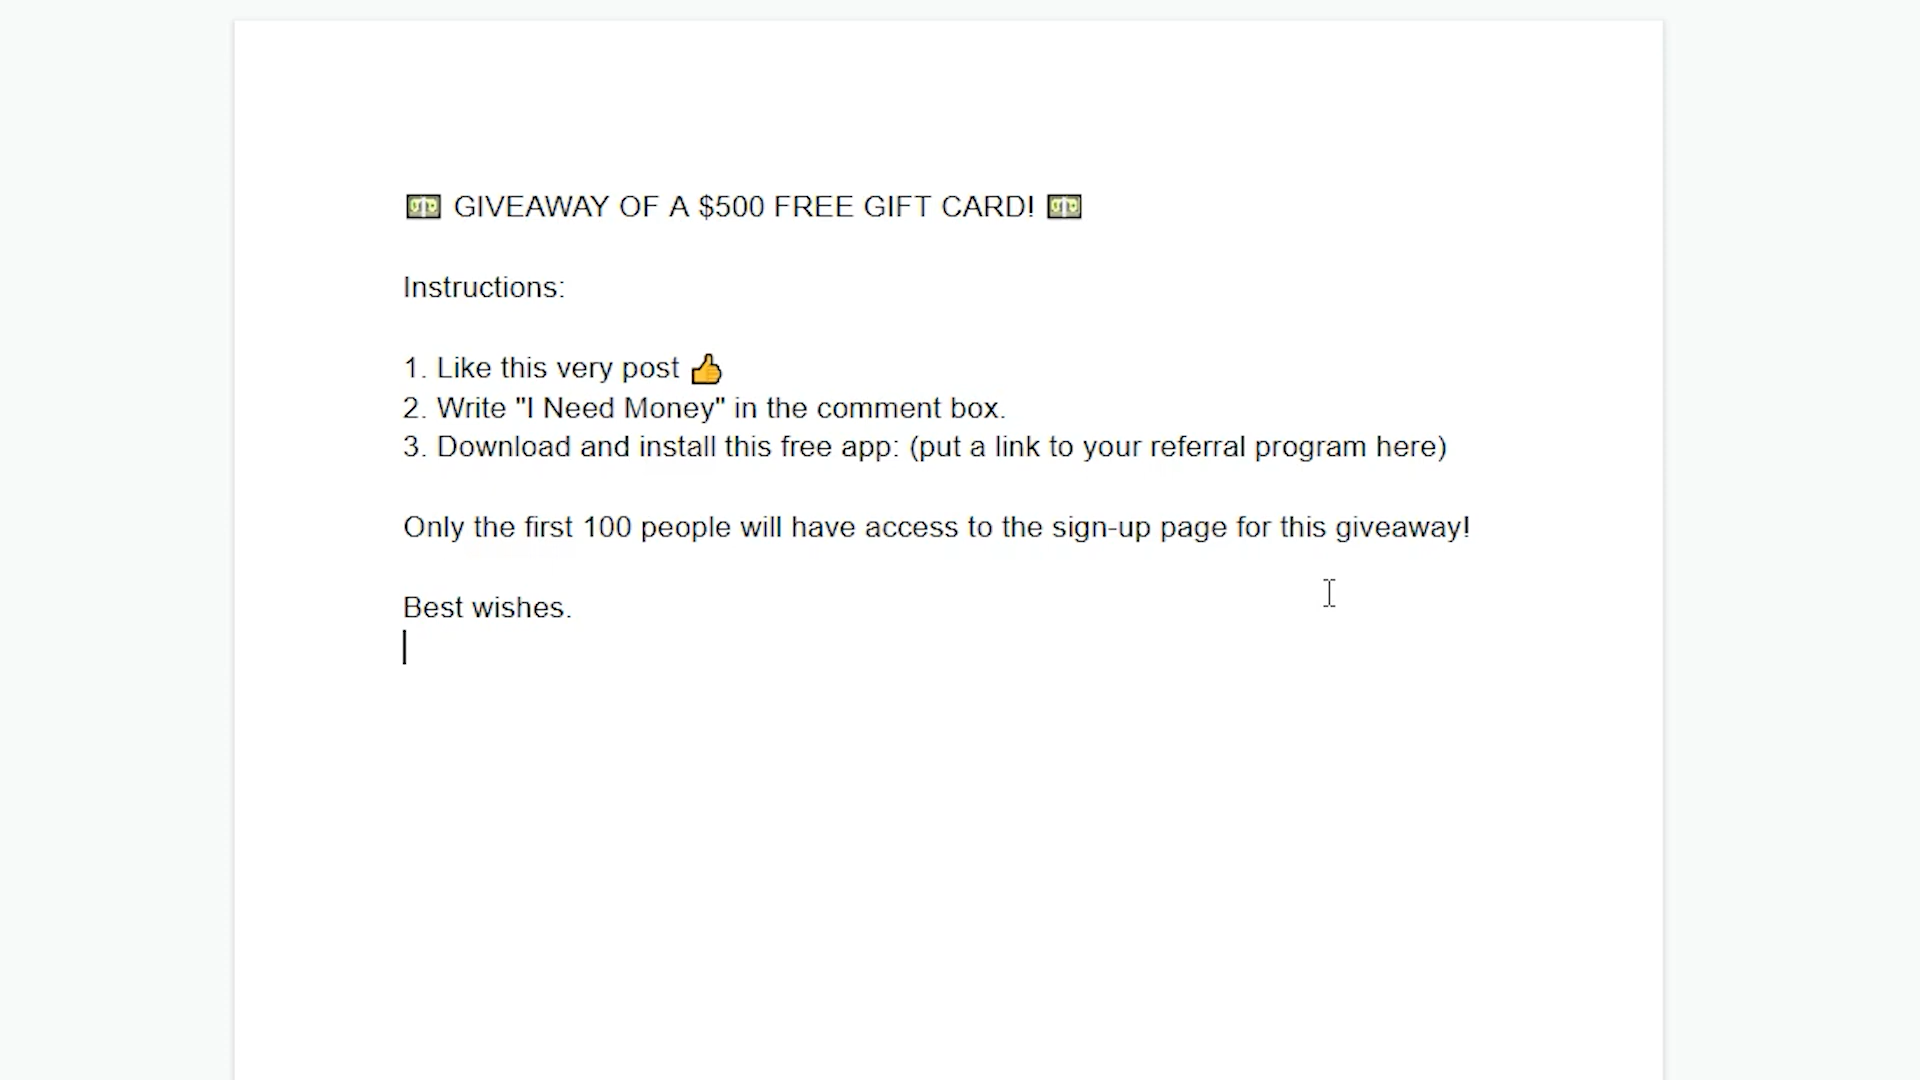 💵 GIVEAWAY OF A $500 FREE GIFT CARD! 💵
Instructions:
1. Like this very post 👍
2. Write "I Need Money" in the comment box.
3. Download and install this free app: (put a link to your referral program here)
Only the first 100 people will have access to the sign-up page for this giveaway!
Best wishes.